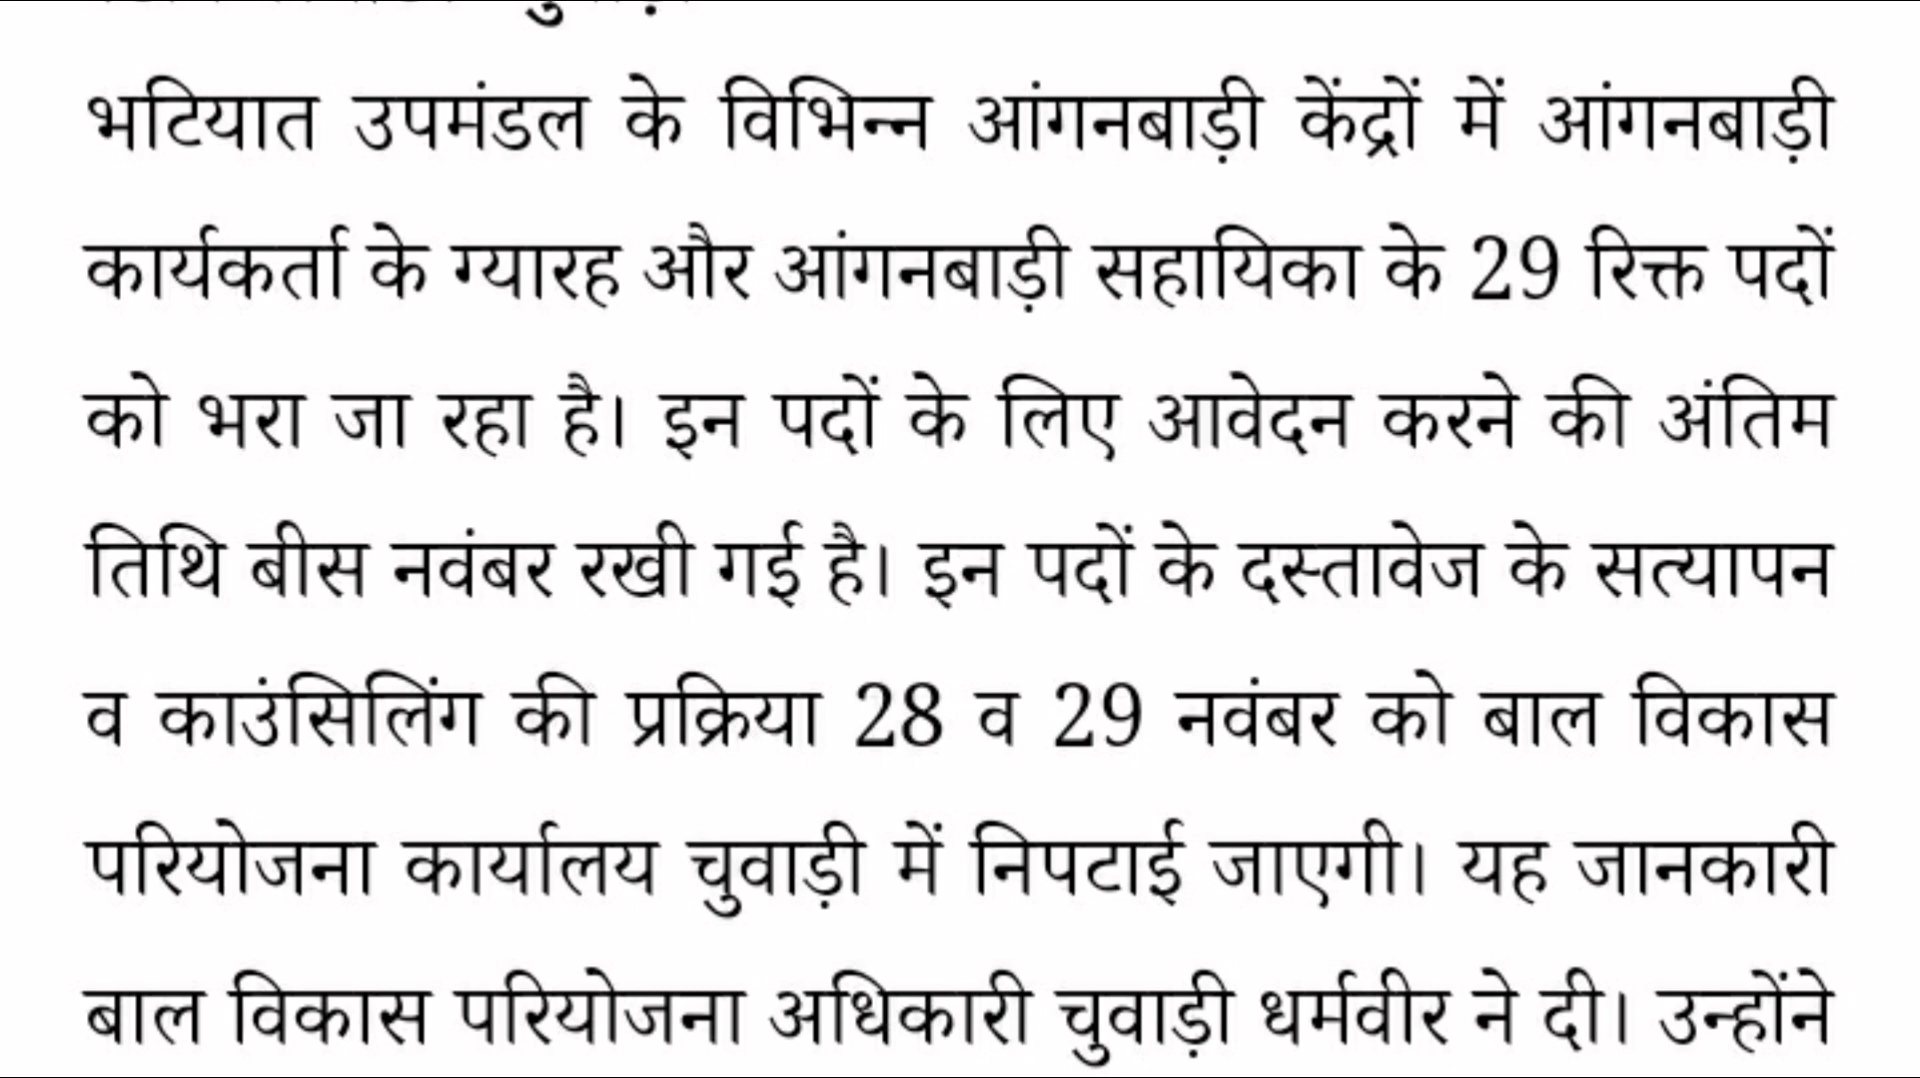 भटियात उपमंडल के विभिन्न आंगनबाड़ी केंद्रों में आंगनबाड़ी
कार्यकर्ता के ग्यारह और आंगनबाड़ी सहायिका के 29 रिक्त पदों
को भरा जा रहा है। इन पदों के लिए आवेदन करने की अंतिम
तिथि बीस नवंबर रखी गई है। इन पदों के दस्तावेज के सत्यापन
व काउंसिलिंग की प्रक्रिया 28 व 29 नवंबर को बाल विकास
परियोजना कार्यालय चुवाड़ी में निपटाई जाएगी। यह जानकारी
बाल विकास परियोजना अधिकारी चुवाड़ी धर्मवीर ने दी। उन्होंने